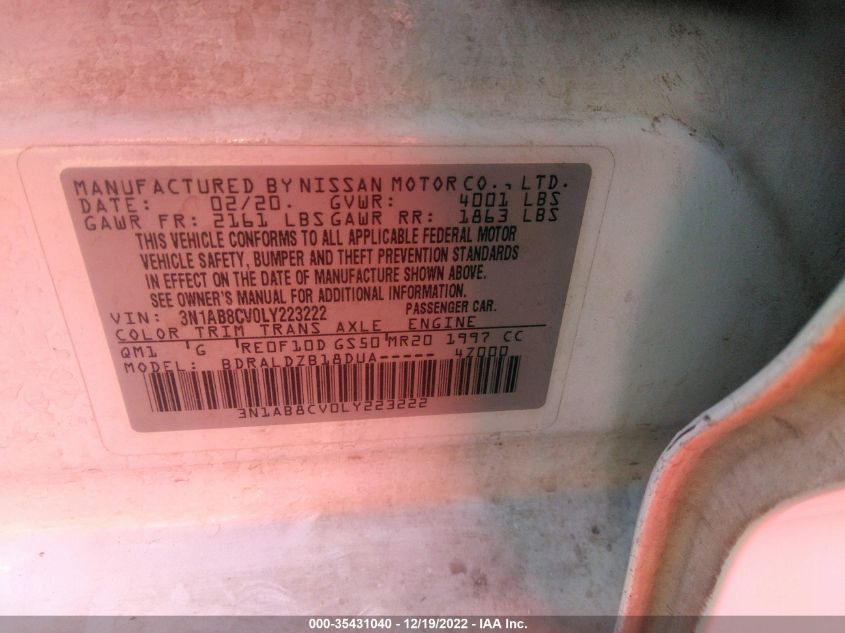 MANUFACTURED BY NISSAN MOTOR CO., LTD.
DATE: 02/20. GVWR: 4001 LBS
GAWR FR: 2161 LBS GAWR RR: 1863 LBS
THIS VEHICLE CONFORMS TO ALL APPLICABLE FEDERAL MOTOR
VEHICLE SAFETY, BUMPER AND THEFT PREVENTION STANDARDS
IN EFFECT ON THE DATE OF MANUFACTURE SHOWN ABOVE.
SEE OWNER'S MANUAL FOR ADDITIONAL INFORMATION.
VIN: 3N1AB8CV0LY223222 PASSENGER CAR.
COLOR TRIM TRANS AXLE ENGINE
QM1 'G 'RE0F10D GS50'MR20 1997 CC
MODEL: BDRALDZB18DUA----- 4Z000
3N1AB8CV0LY223222
000-35431040 - 12/19/2022 - IAA Inc.